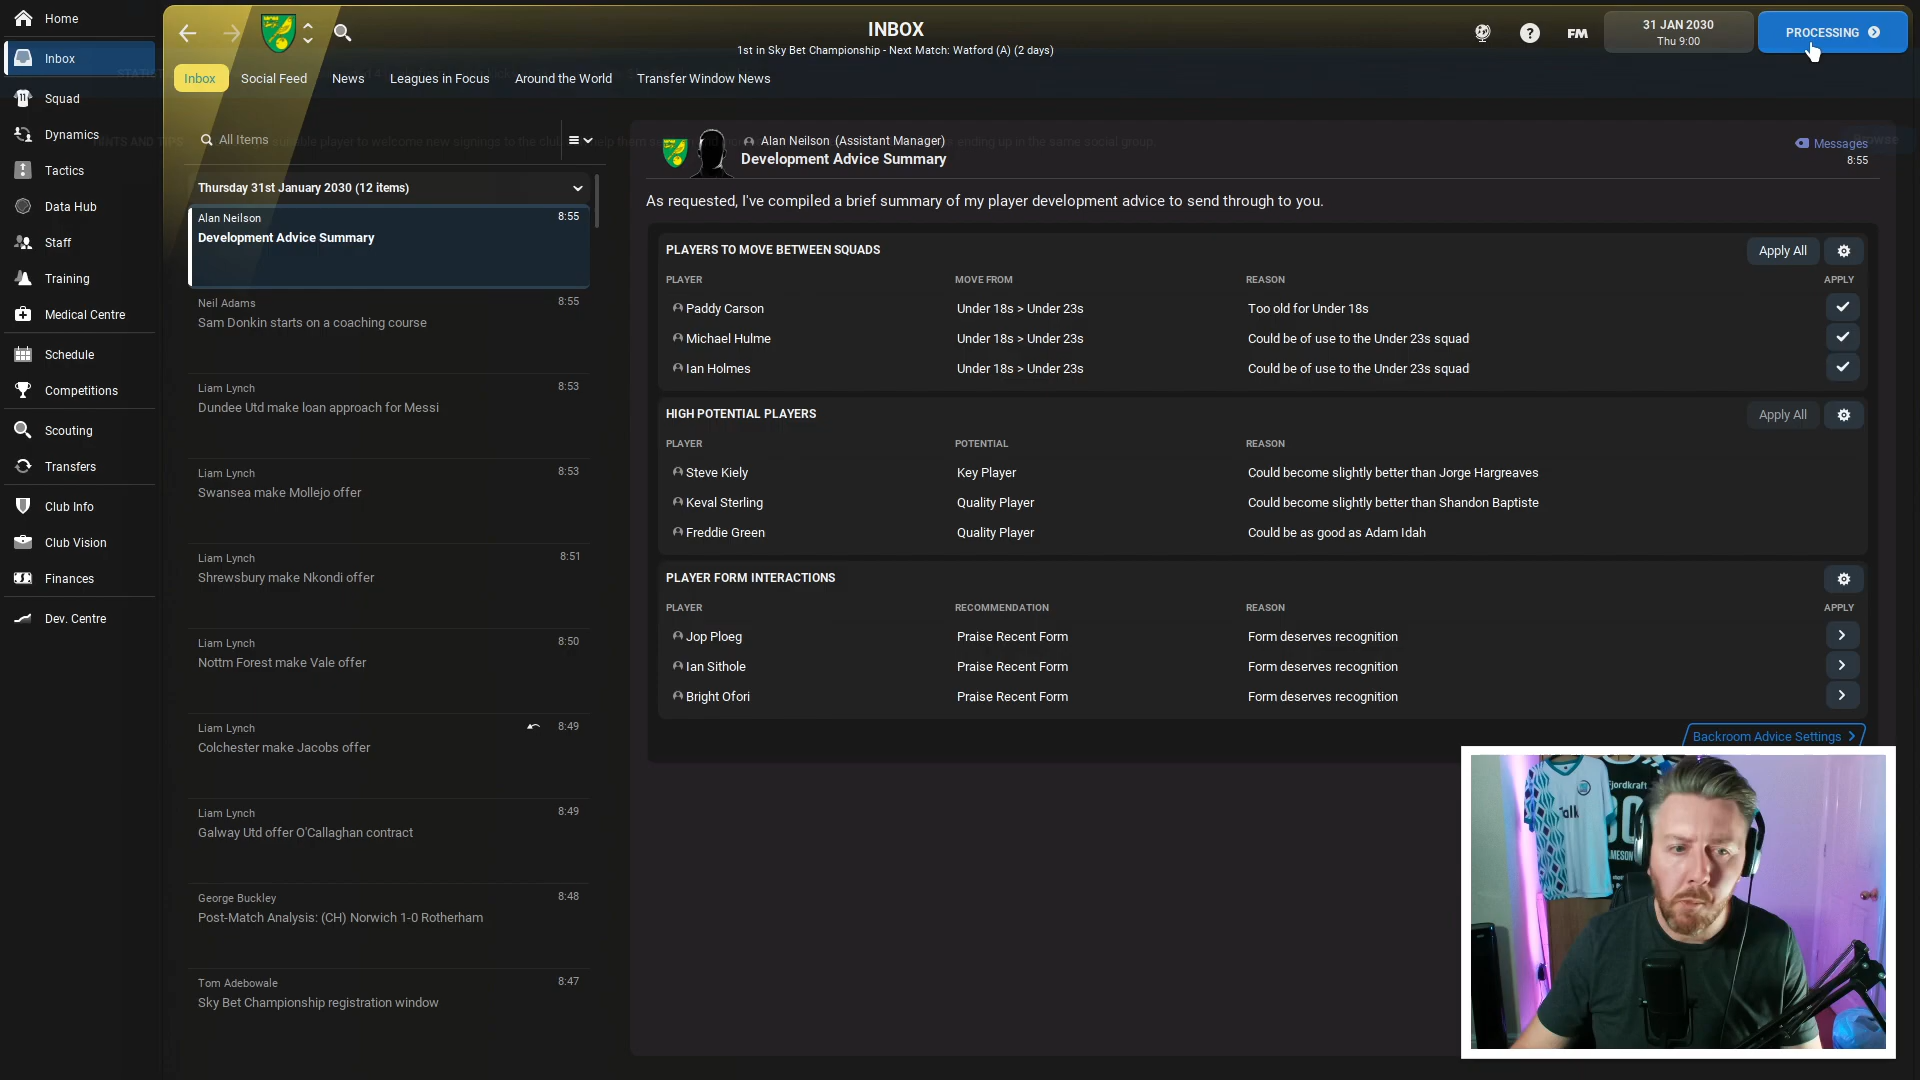 Home
Inbox
Squad
Dynamics
Tactics
Data Hub
Staff
Training
Medical Centre
Schedule
Competitions
Scouting
Transfers
Club Info
Club Vision
Finances
Dev. Centre
INBOX
1st in Sky Bet Championship - Next Match: Watford (A) (2 days)
FM
31 JAN 2030
Thu 9:00
PROCESSING
Inbox Social Feed News Leagues in Focus Around the World Transfer Window News
All Items
Thursday 31st January 2030 (12 items)
Alan Neilson 8:55
Development Advice Summary
Neil Adams 8:55
Sam Donkin starts on a coaching course
Liam Lynch 8:53
Dundee Utd make loan approach for Messi
Liam Lynch 8:53
Swansea make Mollejo offer
Liam Lynch 8:51
Shrewsbury make Nkondi offer
Liam Lynch 8:50
Nottm Forest make Vale offer
Liam Lynch 8:49
Colchester make Jacobs offer
Liam Lynch 8:49
Galway Utd offer O'Callaghan contract
George Buckley 8:48
Post-Match Analysis: (CH) Norwich 1-0 Rotherham
Tom Adebowale 8:47
Sky Bet Championship registration window
Alan Neilson (Assistant Manager)
Development Advice Summary
Messages
8:55
As requested, I've compiled a brief summary of my player development advice to send through to you.
PLAYERS TO MOVE BETWEEN SQUADS Apply All
PLAYER MOVE FROM REASON APPLY
Paddy Carson Under 18s > Under 23s Too old for Under 18s
Michael Hulme Under 18s > Under 23s Could be of use to the Under 23s squad
Ian Holmes Under 18s > Under 23s Could be of use to the Under 23s squad
HIGH POTENTIAL PLAYERS Apply All
PLAYER POTENTIAL REASON
Steve Kiely Key Player Could become slightly better than Jorge Hargreaves
Keval Sterling Quality Player Could become slightly better than Shandon Baptiste
Freddie Green Quality Player Could be as good as Adam Idah
PLAYER FORM INTERACTIONS
PLAYER RECOMMENDATION REASON APPLY
Jop Ploeg Praise Recent Form Form deserves recognition
Ian Sithole Praise Recent Form Form deserves recognition
Bright Ofori Praise Recent Form Form deserves recognition
Backroom Advice Settings
Fjordkraft
Talk